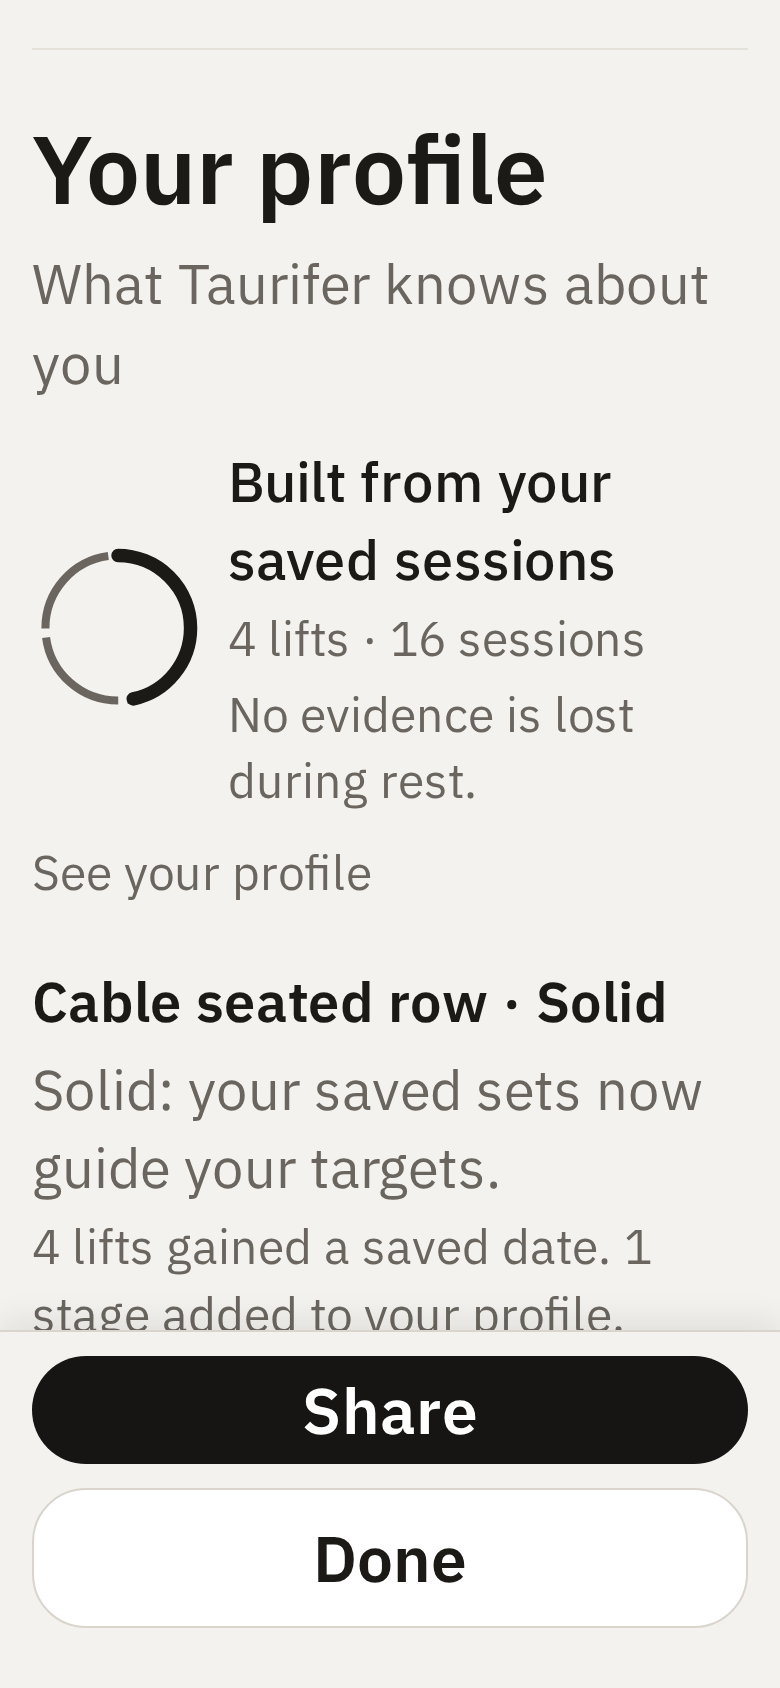 Your profile
What Taurifer knows about
you
Built from your
saved sessions
4 lifts · 16 sessions
No evidence is lost
during rest.
See your profile
Cable seated row · Solid
Solid: your saved sets now
guide your targets.
4 lifts gained a saved date. 1
stage added to your profile.
Share
Done